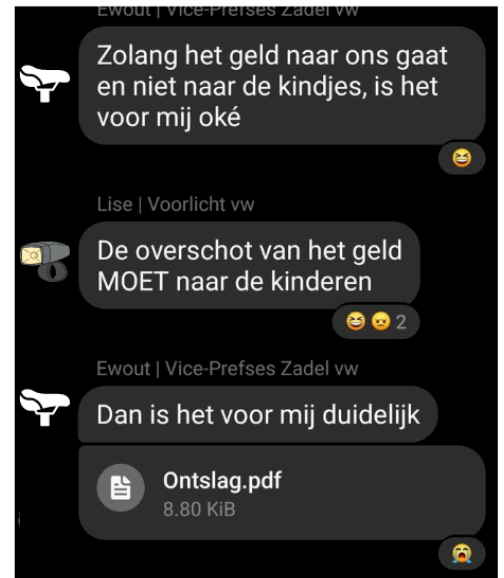 Ewout | Vice-Prefses Zadel vw
Zolang het geld naar ons gaat
en niet naar de kindjes, is het
voor mij oké
Lise | Voorlicht vw
De overschot van het geld
MOET naar de kinderen
2
Ewout | Vice-Prefses Zadel vw
Dan is het voor mij duidelijk
Ontslag.pdf
8.80 KiB